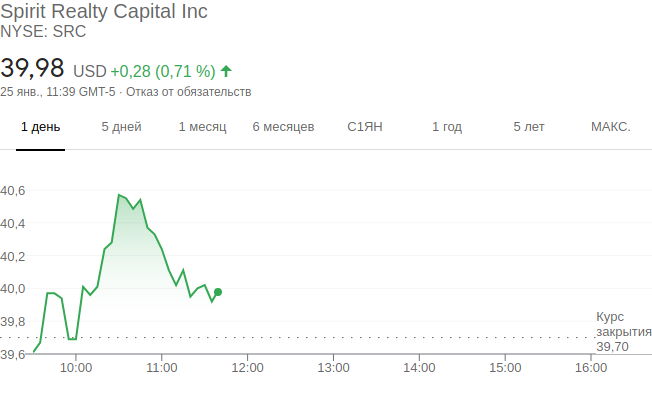 Spirit Realty Capital Inc
NYSE: SRC
39,98 USD +0,28 (0,71 %)
25 янв., 11:39 GMT-5 · Отказ от обязательств
1 день 5 дней 1 месяц 6 месяцев С1ЯН 1 год 5 лет МАКС.
40,6
40,4
40,2
40,0
39,8
Курс
закрытия
39,70
39,6
10:00 11:00 12:00 13:00 14:00 15:00 16:00